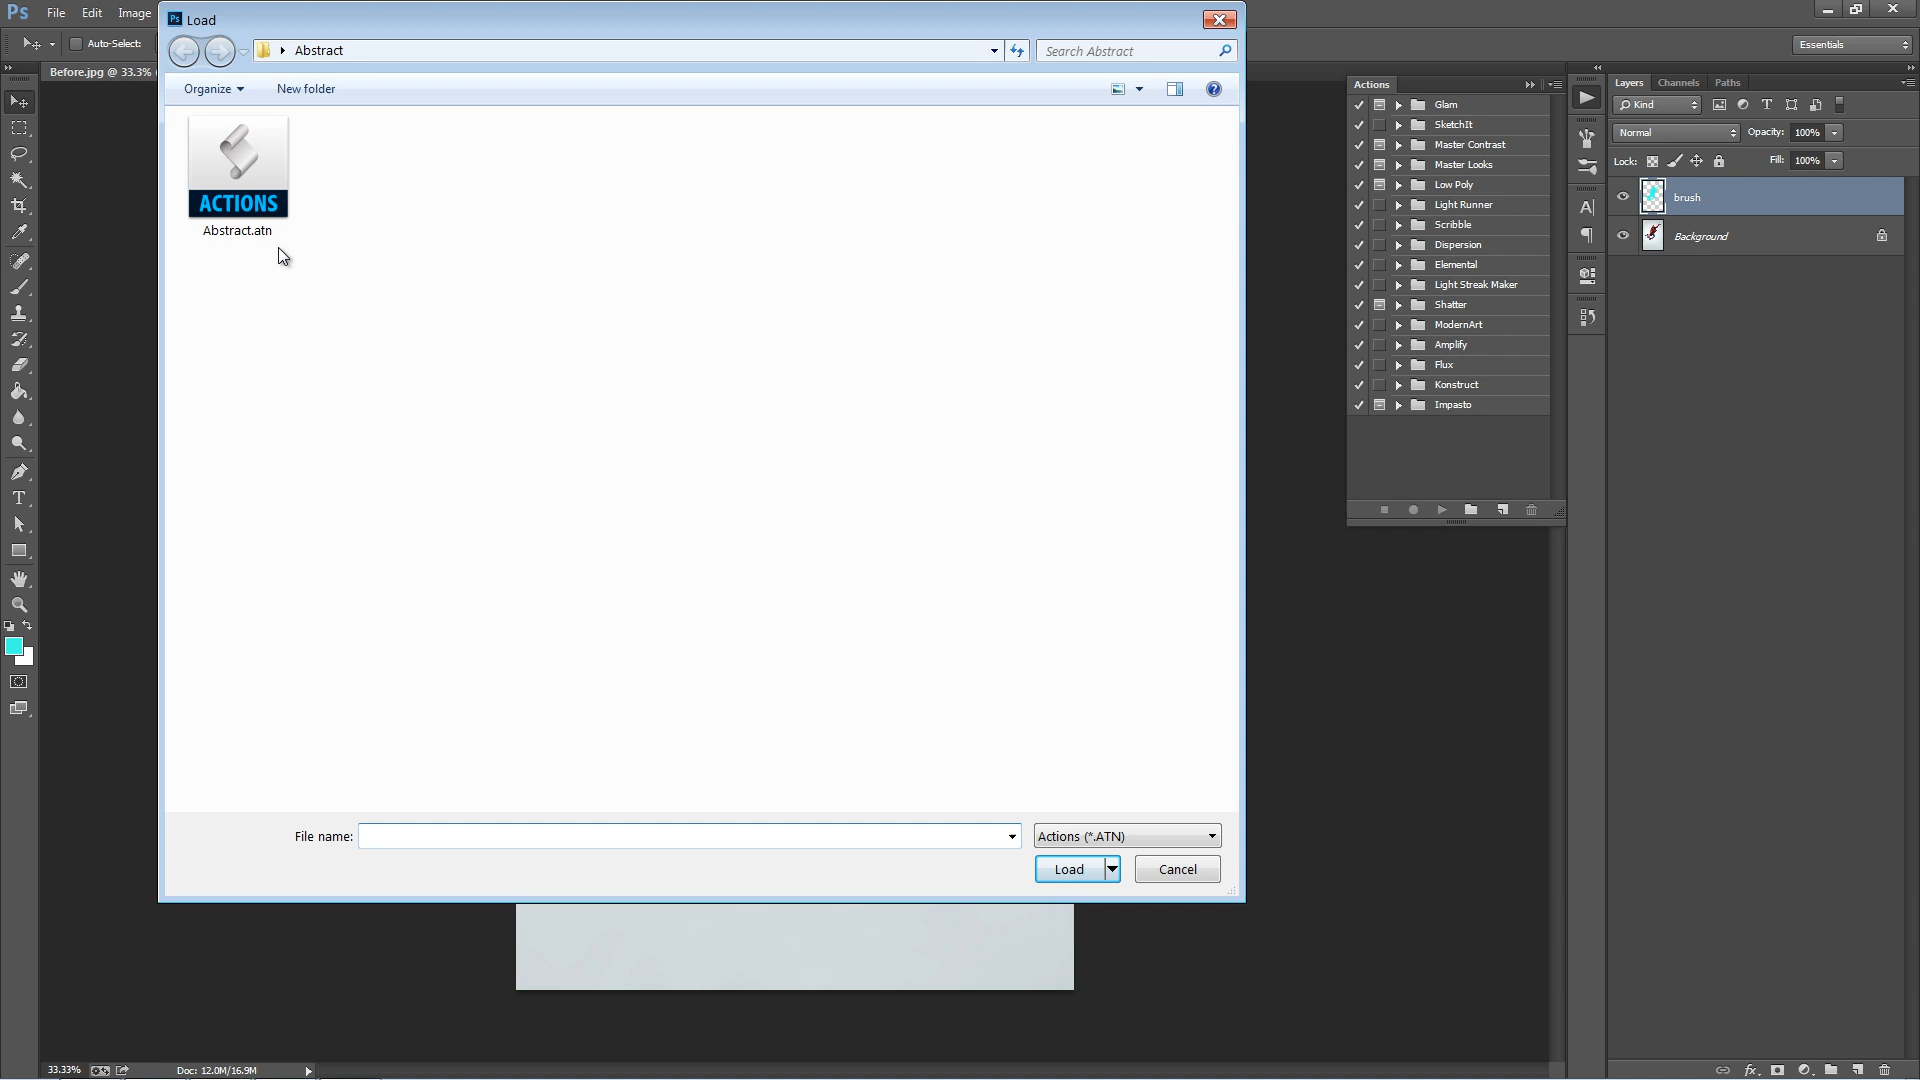 Ps File Edit Image
Load
Auto-Select:
Abstract
Search Abstract
Essentials
Before.jpg @ 33.3%
Organize
New folder
ACTIONS
Abstract.atn
Actions
Glam
SketchIt
Master Contrast
Master Looks
Low Poly
Light Runner
Scribble
Dispersion
Elemental
Light Streak Maker
Shatter
ModernArt
Amplify
Flux
Konstruct
Impasto
Layers Channels Paths
Kind
Normal Opacity: 100%
Lock: Fill: 100%
brush
Background
File name:
Actions (*.ATN)
Load
Cancel
33.33% Doc: 12.0M/16.9M